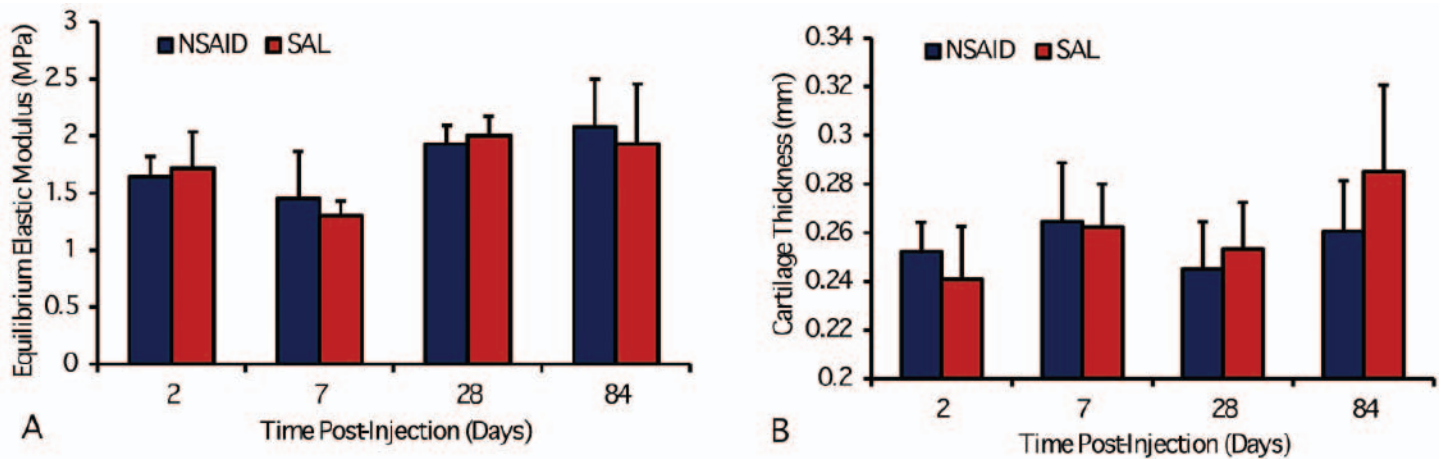 Equilibrium Elastic Modulus (MPa)
3
2.5
2
1.5
1
0.5
0
NSAID SAL
2 7 28 84
Time Post-Injection (Days)
A
Cartilage Thickness (mm)
0.34
0.32
0.3
0.28
0.26
0.24
0.22
0.2
NSAID SAL
2 7 28 84
Time Post-Injection (Days)
B